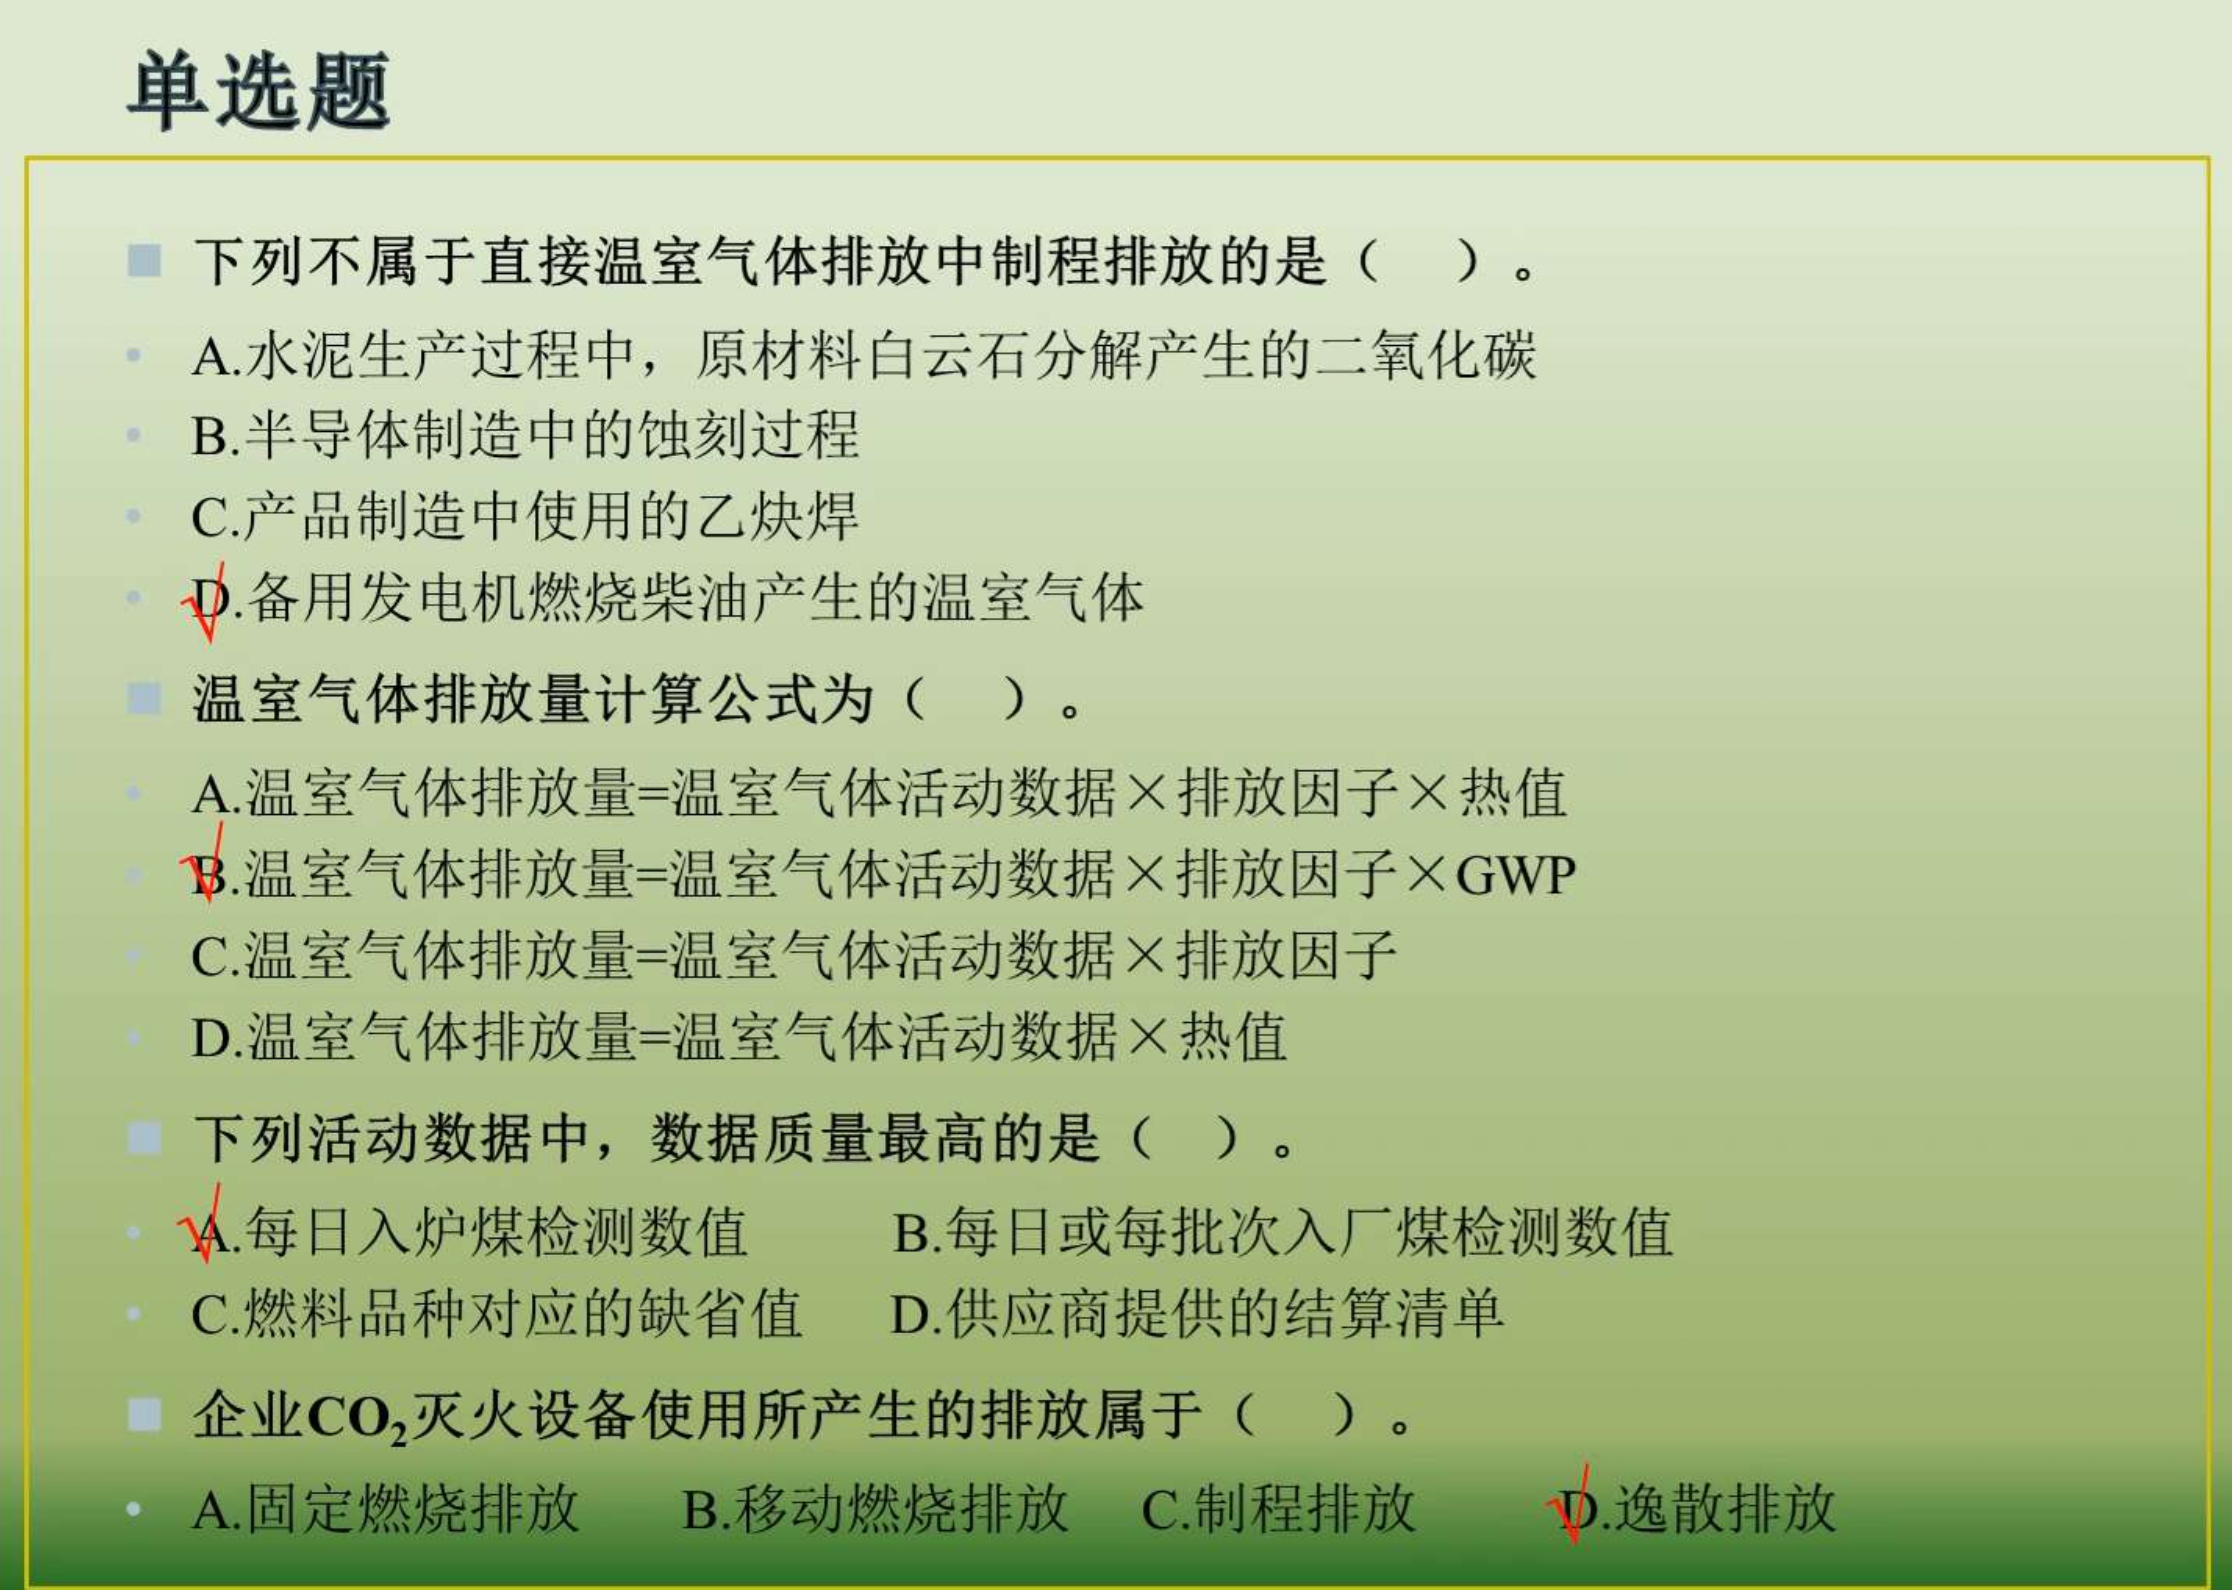 单选题
下列不属于直接温室气体排放中制程排放的是（ ）。
A.水泥生产过程中，原材料白云石分解产生的二氧化碳
B.半导体制造中的蚀刻过程
C.产品制造中使用的乙炔焊
√D.备用发电机燃烧柴油产生的温室气体
温室气体排放量计算公式为（ ）。
A.温室气体排放量=温室气体活动数据×排放因子×热值
√B.温室气体排放量=温室气体活动数据×排放因子×GWP
C.温室气体排放量=温室气体活动数据×排放因子
D.温室气体排放量=温室气体活动数据×热值
下列活动数据中，数据质量最高的是（ ）。
√A.每日入炉煤检测数值 B.每日或每批次入厂煤检测数值
C.燃料品种对应的缺省值 D.供应商提供的结算清单
企业CO₂灭火设备使用所产生的排放属于（ ）。
A.固定燃烧排放 B.移动燃烧排放 C.制程排放 √D.逸散排放